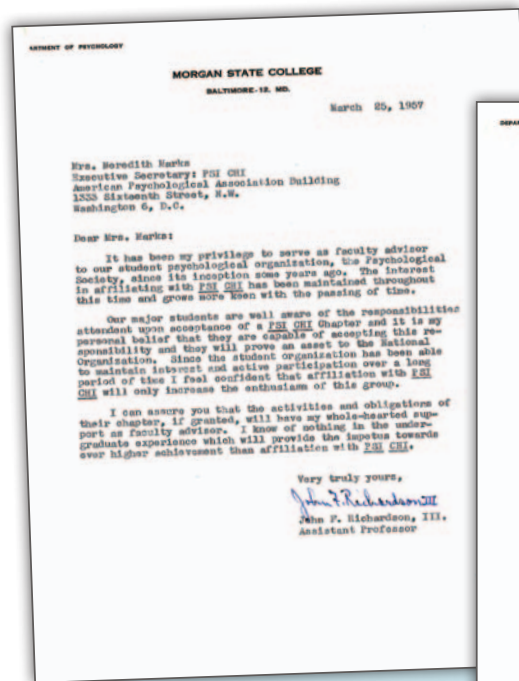 ARTMENT OF PSYCHOLOGY
MORGAN STATE COLLEGE
BALTIMORE-12, MD.
March 25, 1957
Mrs. Meredith Marks
Executive Secretary: PSI CHI
American Psychological Association Building
1333 Sixteenth Street, N.W.
Washington 6, D.C.
Dear Mrs. Marks:
It has been my privilege to serve as faculty advisor
to our student psychological organization, the Psychological
Society, since its inception some years ago. The interest
in affiliating with PSI CHI has been maintained throughout
this time and grows more keen with the passing of time.
Our major students are well aware of the responsibilities
attendant upon acceptance of a PSI CHI Chapter and it is my
personal belief that they are capable of accepting this re-
sponsibility and they will prove an asset to the National
Organization. Since the student organization has been able
to maintain interest and active participation over a long
period of time I feel confident that affiliation with PSI
CHI will only increase the enthusiasm of this group.
I can assure you that the activities and obligations of
their chapter, if granted, will have my whole-hearted sup-
port as faculty advisor. I know of nothing in the under-
graduate experience which will provide the impetus towards
ever higher achievement than affiliation with PSI CHI.
Very truly yours,
John F. Richardson III
John F. Richardson, III.
Assistant Professor
DEPAR